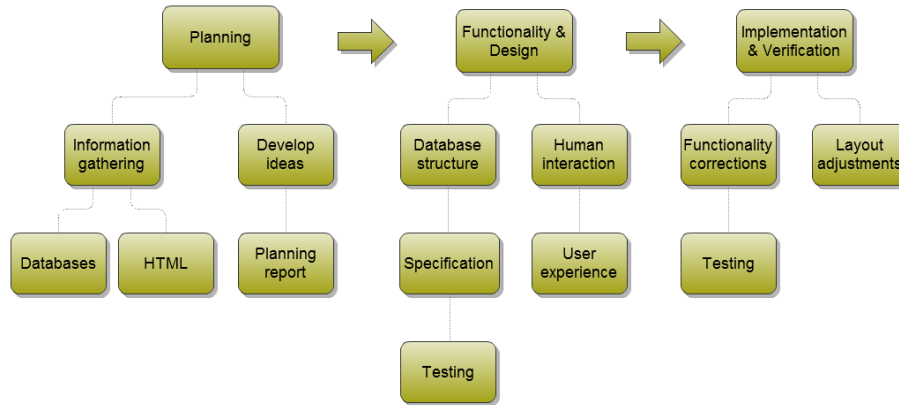 Planning
Functionality &
Design
Implementation
& Verification
Information
gathering
Develop
ideas
Database
structure
Human
interaction
Functionality
corrections
Layout
adjustments
Databases
HTML
Planning
report
Specification
User
experience
Testing
Testing